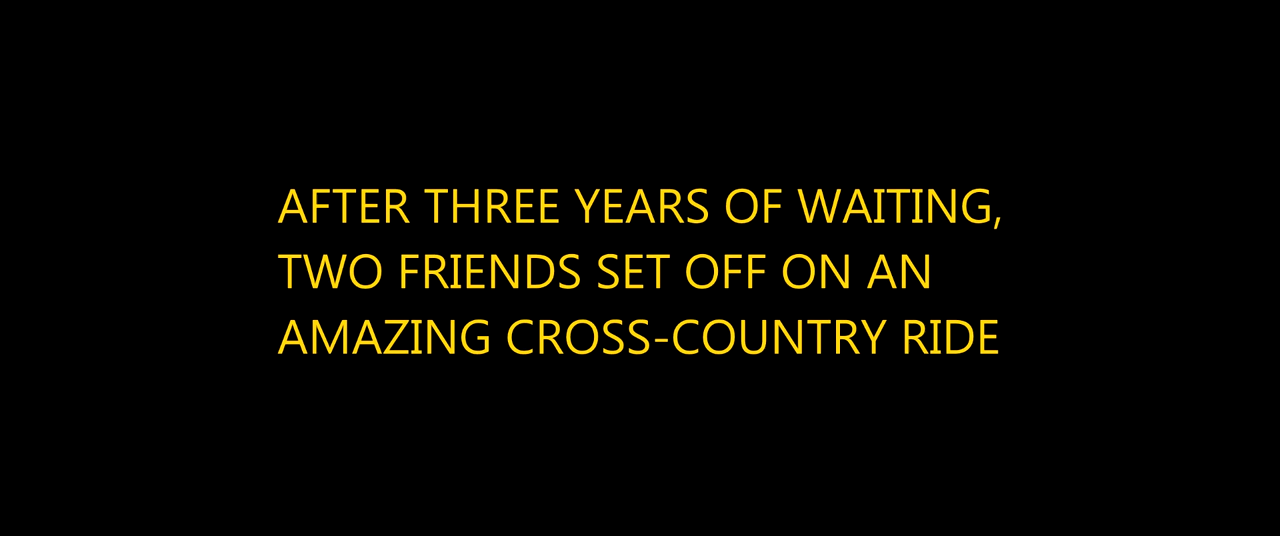 AFTER THREE YEARS OF WAITING,
TWO FRIENDS SET OFF ON AN
AMAZING CROSS-COUNTRY RIDE